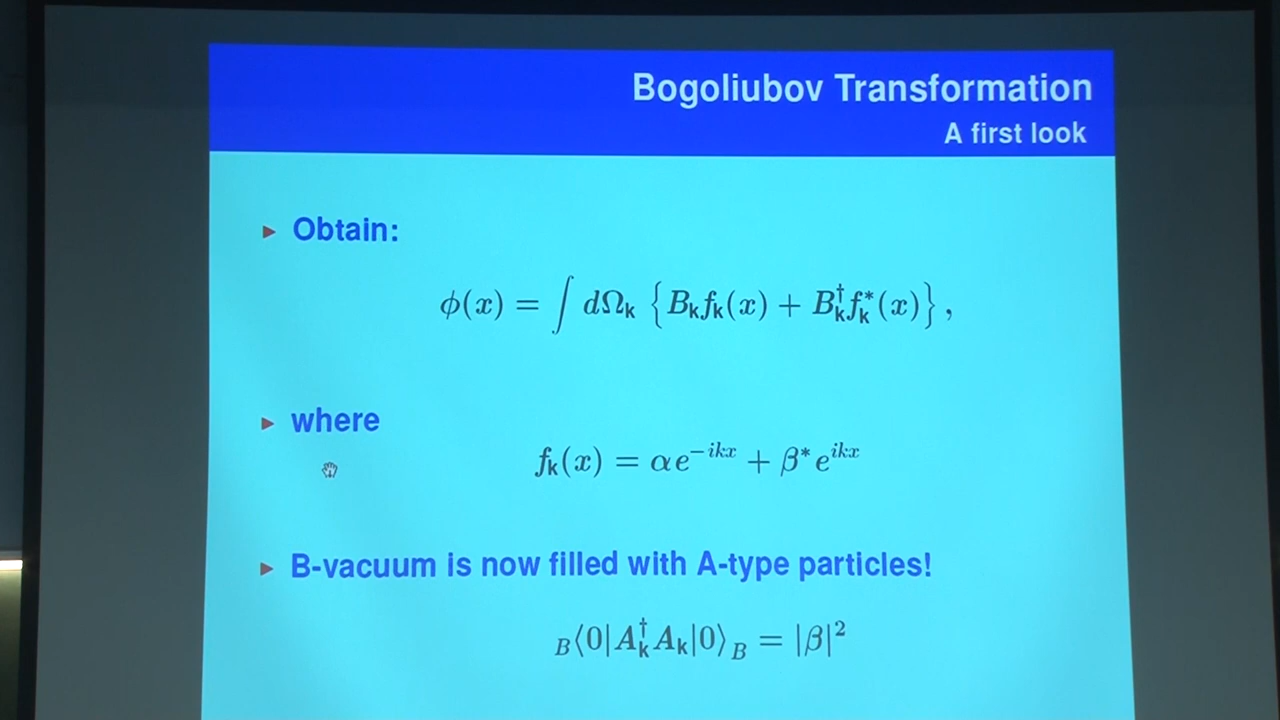 Bogoliubov Transformation
A first look
▶ Obtain:
ϕ(x) = ∫ dΩ_k {B_k f_k(x) + B_k^† f_k^*(x)},
▶ where
f_k(x) = αe^{−ikx} + β^* e^{ikx}
▶ B-vacuum is now filled with A-type particles!
_B⟨0|A_k^† A_k|0⟩_B = |β|^2